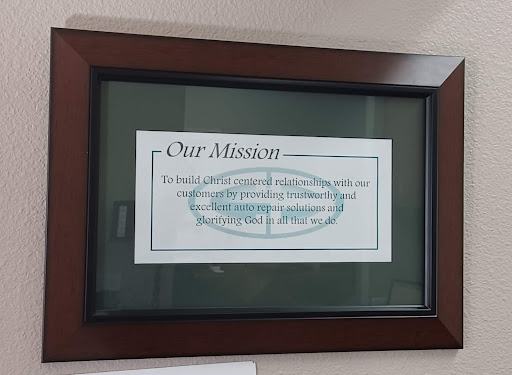 Our Mission
To build Christ centered relationships with our
customers by providing trustworthy and
excellent auto repair solutions and
glorifying God in all that we do.